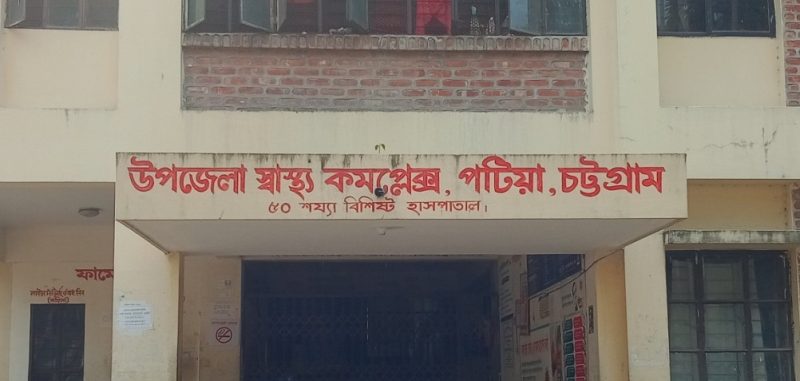 উপজেলা স্বাস্থ্য কমপ্লেক্স, পটিয়া, চট্টগ্রাম
৫০ শয্যা বিশিষ্ট হাসপাতাল।